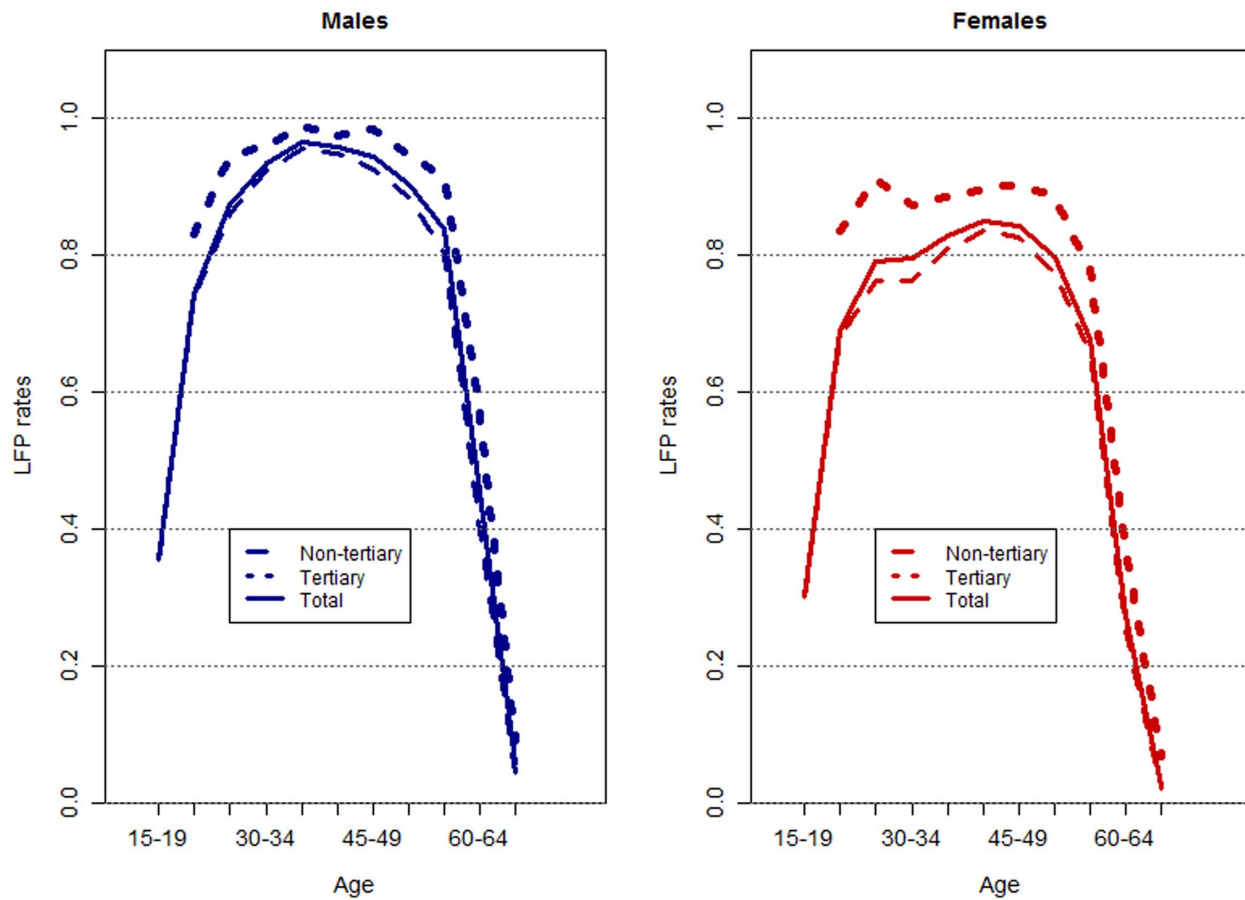 Males
LFP rates
1.0
0.8
0.6
0.4
0.2
0.0
Non-tertiary
Tertiary
Total
15-19 30-34 45-49 60-64
Age
Females
LFP rates
1.0
0.8
0.6
0.4
0.2
0.0
Non-tertiary
Tertiary
Total
15-19 30-34 45-49 60-64
Age